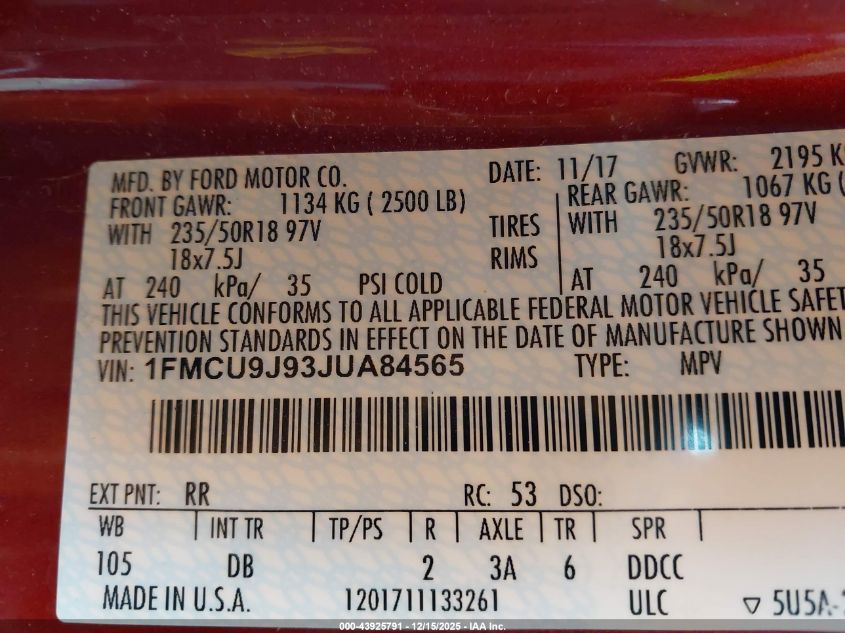 MFD. BY FORD MOTOR CO. DATE: 11/17 GVWR: 2195 K
FRONT GAWR: 1134 KG ( 2500 LB) REAR GAWR: 1067 KG (
WITH 235/50R18 97V TIRES WITH 235/50R18 97V
18x7.5J RIMS 18x7.5J
AT 240 kPa/ 35 PSI COLD AT 240 kPa/ 35
THIS VEHICLE CONFORMS TO ALL APPLICABLE FEDERAL MOTOR VEHICLE SAFET
PREVENTION STANDARDS IN EFFECT ON THE DATE OF MANUFACTURE SHOWN
VIN: 1FMCU9J93JUA84565 TYPE: MPV
EXT PNT: RR RC: 53 DSO:
WB INT TR TP/PS R AXLE TR SPR
105 DB 2 3A 6 DDCC
MADE IN U.S.A. 1201711133261 ULC ▽ 5U5A-
000-43925791 - 12/15/2025 - IAA Inc.